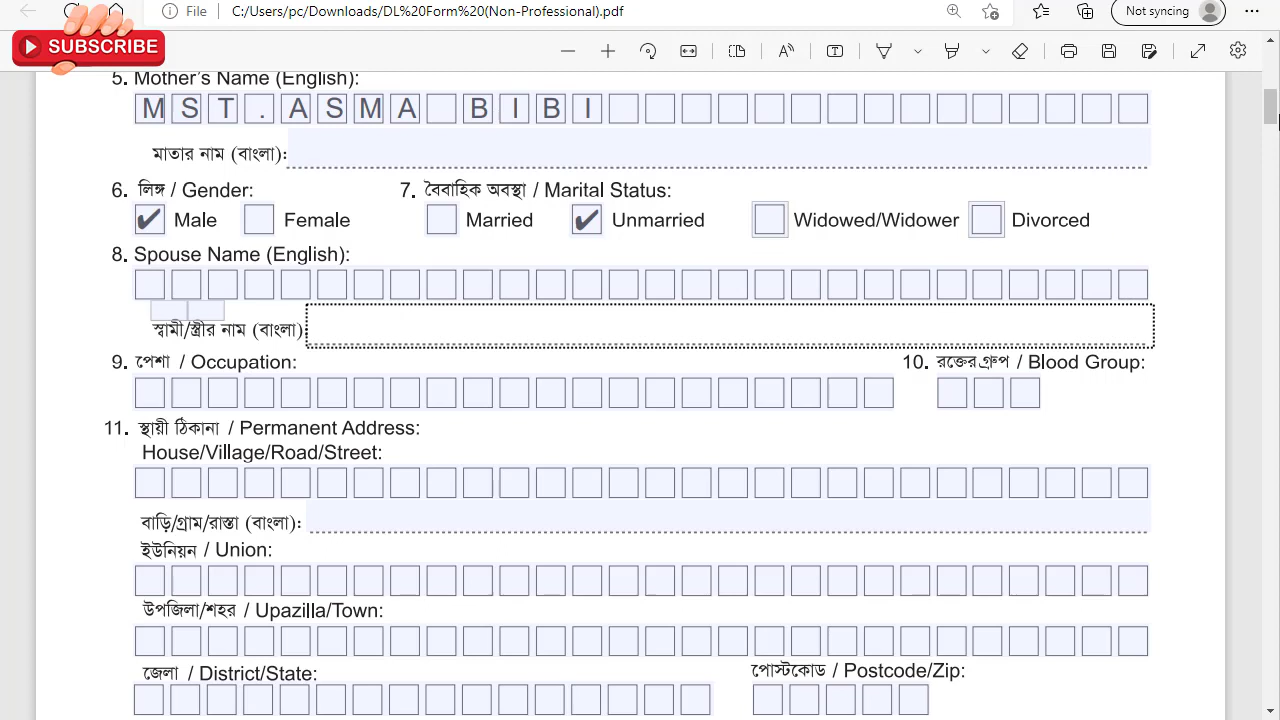 File C:/Users/pc/Downloads/DL%20Form%20(Non-Professional).pdf Not syncing
SUBSCRIBE
5. Mother's Name (English):
MST. ASMA BIBI
মাতার নাম (বাংলা):
6. লিঙ্গ / Gender: 7. বৈবাহিক অবস্থা / Marital Status:
Male Female Married Unmarried Widowed/Widower Divorced
8. Spouse Name (English):
স্বামী/স্ত্রীর নাম (বাংলা)
9. পেশা / Occupation: 10. রক্তের গ্রুপ / Blood Group:
11. স্থায়ী ঠিকানা / Permanent Address:
House/Village/Road/Street:
বাড়ি/গ্রাম/রাস্তা (বাংলা):
ইউনিয়ন / Union:
উপজিলা/শহর / Upazilla/Town:
জেলা / District/State: পোস্টকোড / Postcode/Zip: